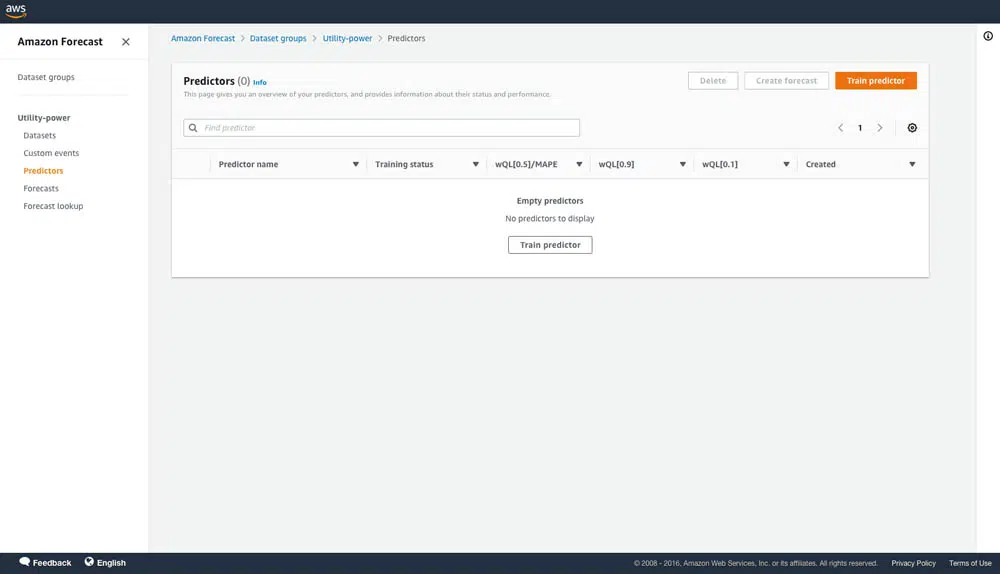 aws
Amazon Forecast
Dataset groups
Utility-power
Datasets
Custom events
Predictors
Forecasts
Forecast lookup
Amazon Forecast > Dataset groups > Utility-power > Predictors
Predictors (0) Info
This page gives you an overview of your predictors, and provides information about their status and performance.
Delete Create forecast Train predictor
Find predictor
1
Predictor name Training status wQL[0.5]/MAPE wQL[0.9] wQL[0.1] Created
Empty predictors
No predictors to display
Train predictor
Feedback English © 2008 - 2016, Amazon Web Services, Inc. or its affiliates. All rights reserved. Privacy Policy Terms of Use